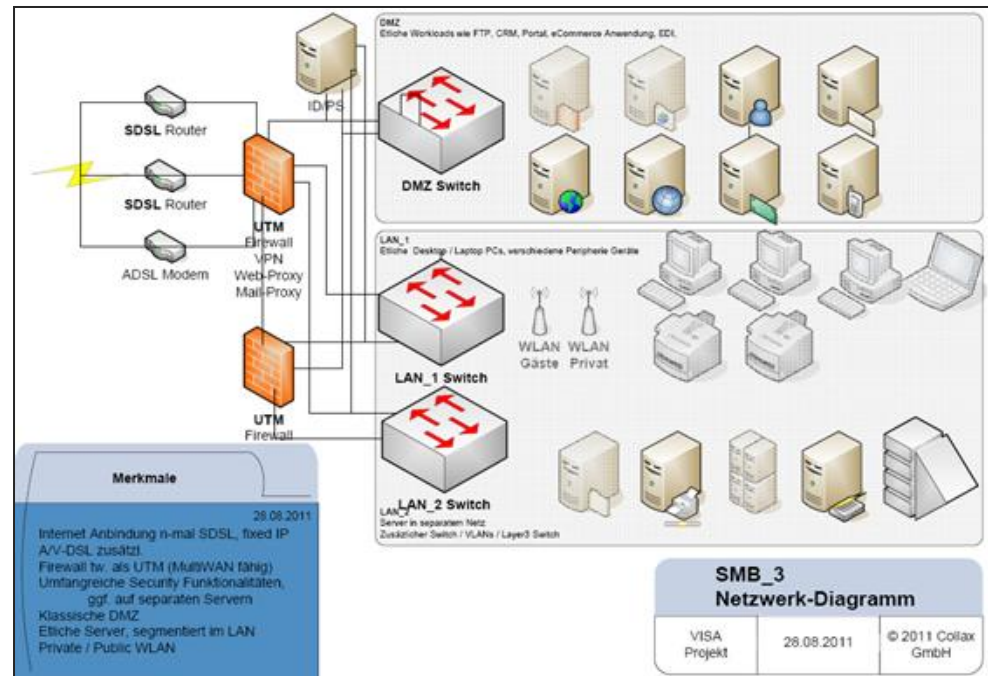 DMZ
Etliche Workloads wie FTP, CRM, Portal, eCommerce Anwendung, EDI,
ID/PS
SDSL Router
DMZ Switch
SDSL Router
UTM
Firewall
VPN
Web-Proxy
Mail-Proxy
ADSL Modem
LAN_1
Etliche Desktop / Laptop PCs, verschiedene Peripherie Geräte
WLAN
Gäste
WLAN
Privat
LAN_1 Switch
UTM
Firewall
LAN_2 Switch
LAN_2
Server in separatem Netz
Zusäzlicher Switch / VLANs / Layer3 Switch
Merkmale
28.08.2011
Internet Anbindung n-mal SDSL, fixed IP
A/V-DSL zusätzl.
Firewall tw. als UTM (MultiWAN fähig)
Umfangreiche Security Funktionalitäten,
ggf. auf separaten Servern
Klassische DMZ
Etliche Server, segmentiert im LAN
Private / Public WLAN
SMB_3
Netzwerk-Diagramm
VISA
Projekt
28.08.2011
© 2011 Collax
GmbH